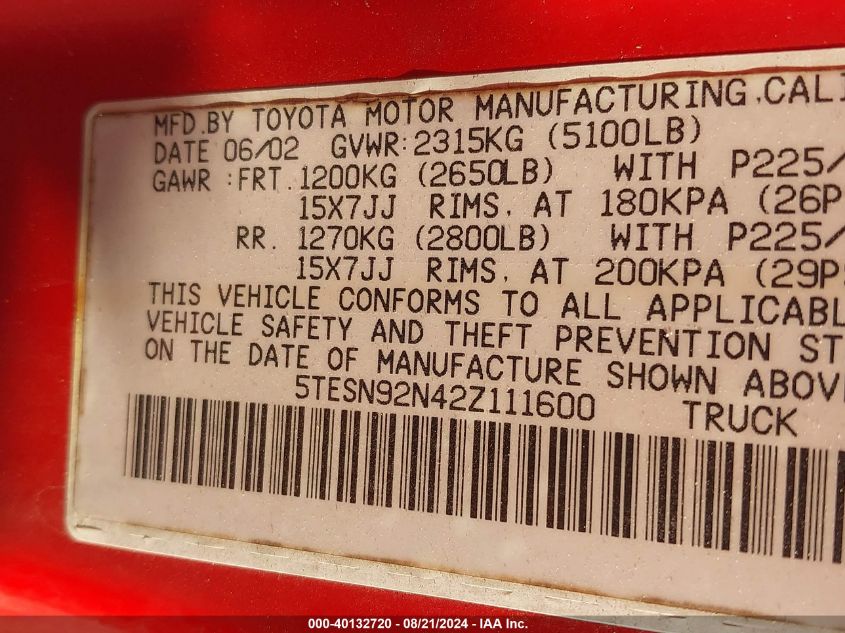 MFD.BY TOYOTA MOTOR MANUFACTURING,CALI
DATE 06/02 GVWR:2315KG (5100LB)
GAWR :FRT.1200KG (2650LB) WITH P225/
15X7JJ RIMS, AT 180KPA (26P
RR. 1270KG (2800LB) WITH P225/
15X7JJ RIMS, AT 200KPA (29PS
THIS VEHICLE CONFORMS TO ALL APPLICABL
VEHICLE SAFETY AND THEFT PREVENTION ST
ON THE DATE OF MANUFACTURE SHOWN ABOV
5TESN92N42Z111600 TRUCK
000-40132720 - 08/21/2024 - IAA Inc.